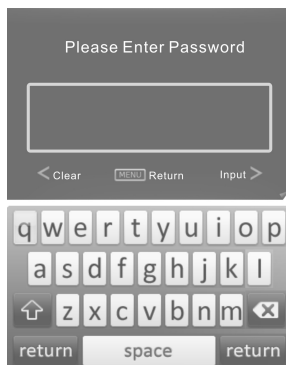 Please Enter Password
< Clear MENU Return Input >
q w e r t y u i o p
a s d f g h j k l
z x c v b n m
return space return